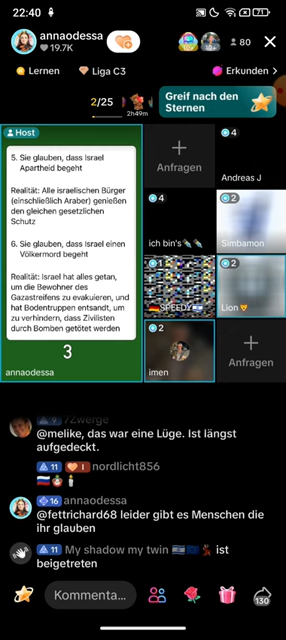 22:40
71
annaodessa
19.7K
80
Lernen
Liga C3
Erkunden >
2/25
2h49m
Greif nach den
Sternen
Host
5. Sie glauben, dass Israel
Apartheid begeht
Realität: Alle israelischen Bürger
(einschließlich Araber) genießen
den gleichen gesetzlichen
Schutz
6. Sie glauben, dass Israel einen
Völkermord begeht
Realität: Israel hat alles getan,
um die Bewohner des
Gazastreifens zu evakuieren, und
hat Bodentruppen entsandt, um
zu verhindern, dass Zivilisten
durch Bomben getötet werden
3
annaodessa
Anfragen
4
Andreas J
4
ich bin's
2
Simbamon
1
SPEEDY
2
Lion
2
imen
Anfragen
9 7zwerge
@melike, das war eine Lüge. Ist längst
aufgedeckt.
11 I nordlicht856
16 annaodessa
@fettrichard68 leider gibt es Menschen die
ihr glauben
11 My shadow my twin ist
beigetreten
Kommenta...
130